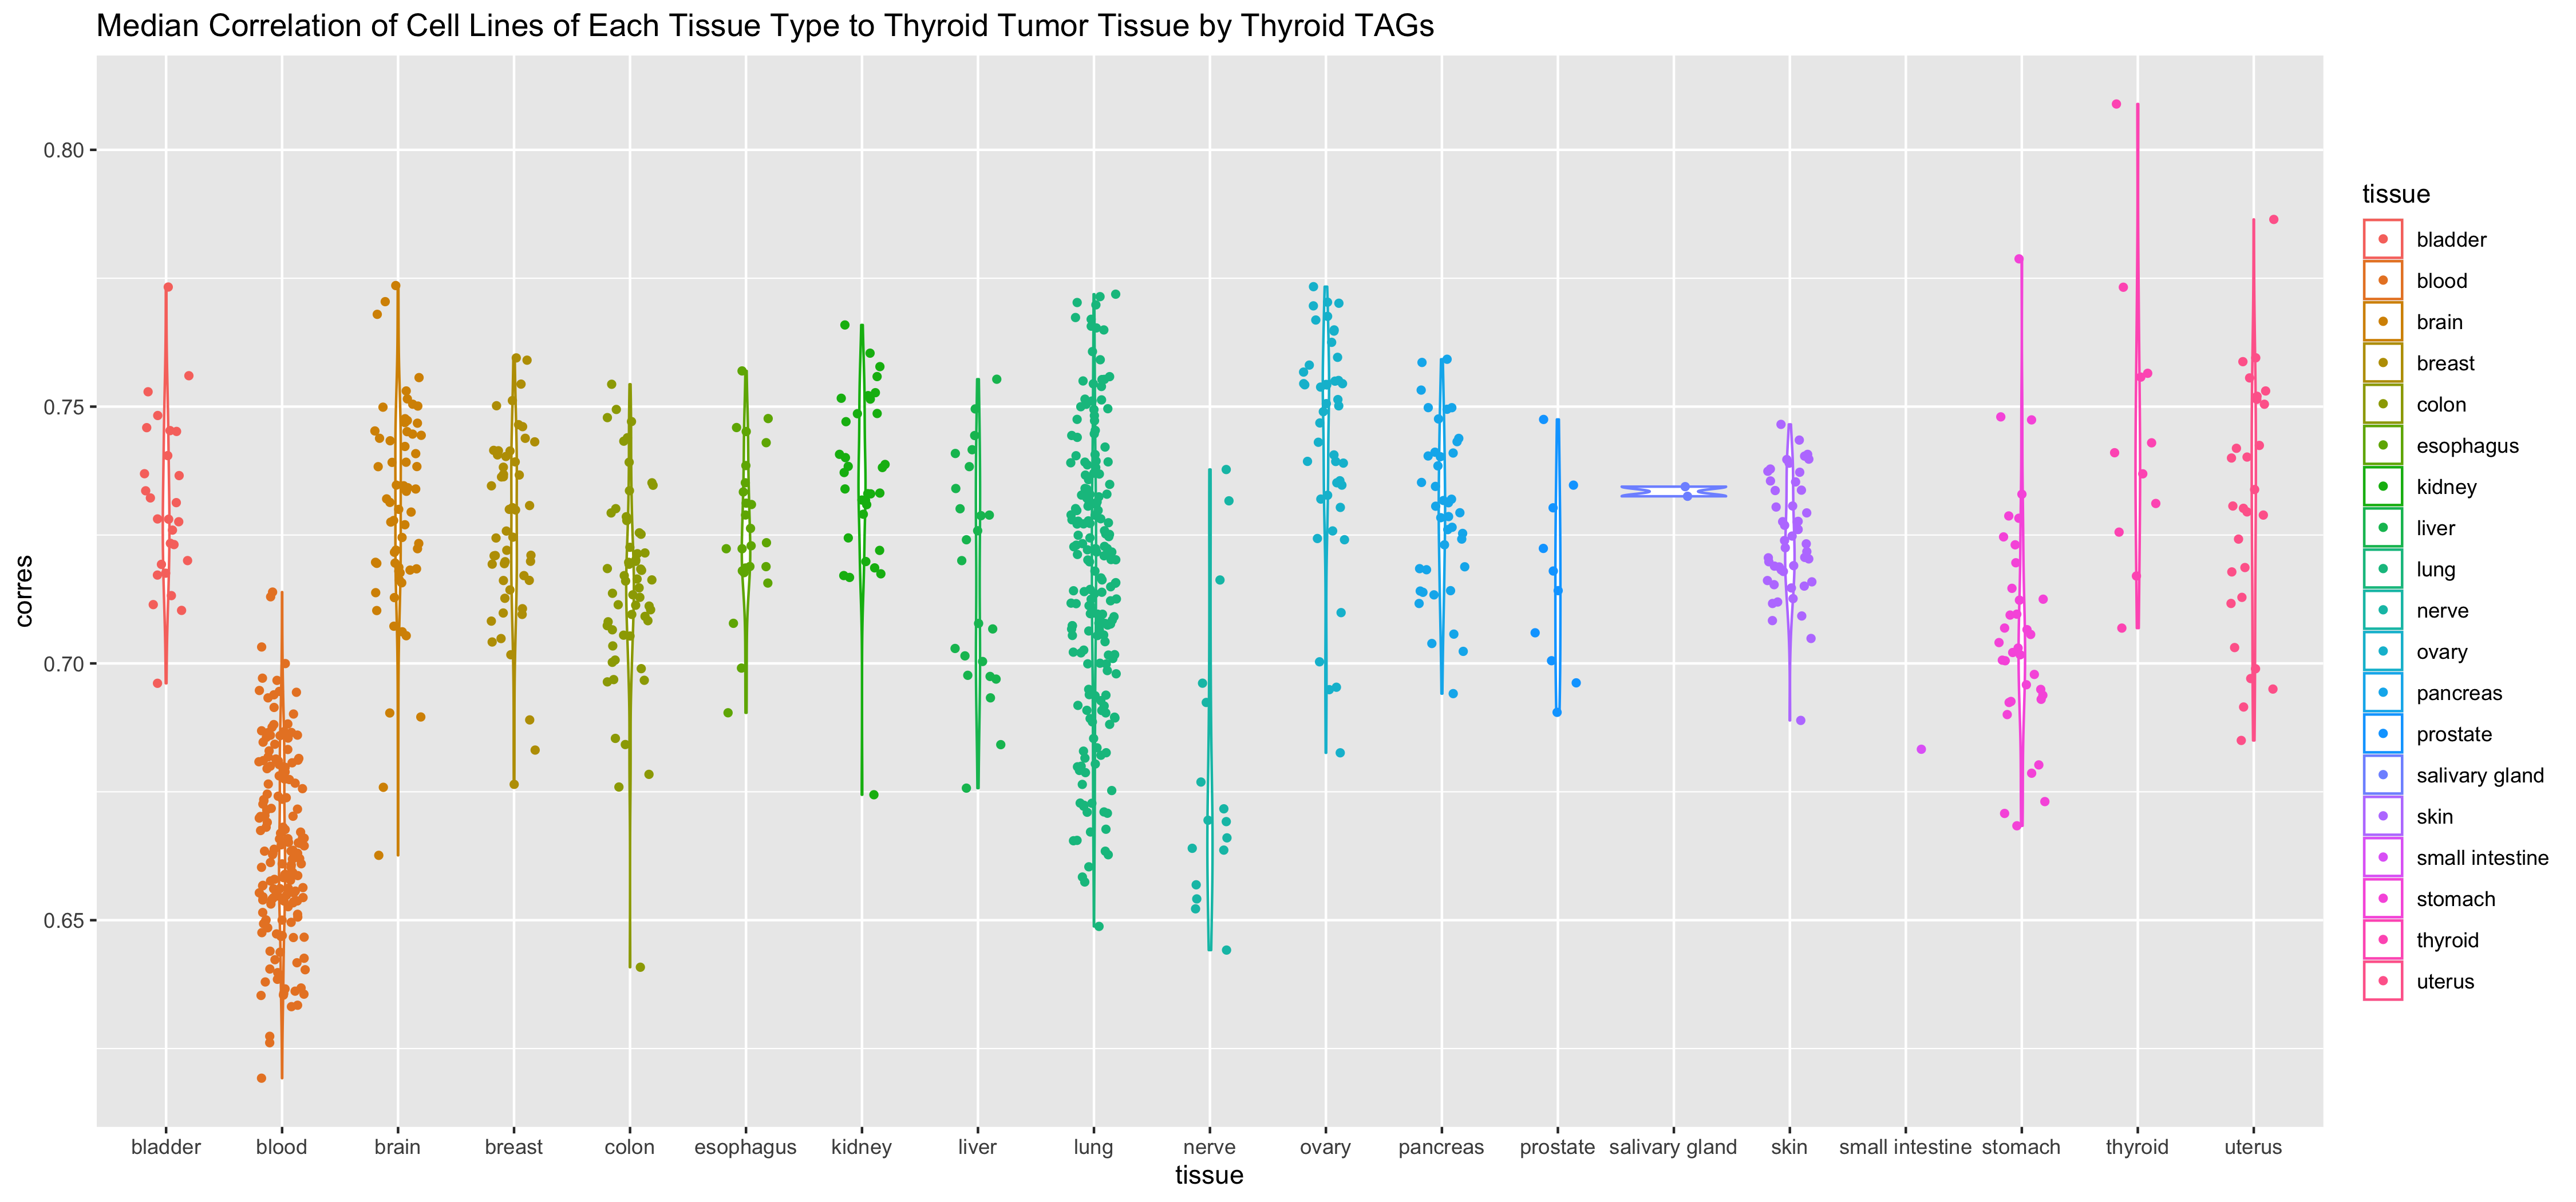 Median Correlation of Cell Lines of Each Tissue Type to Thyroid Tumor Tissue by Thyroid TAGs
corres
0.80
0.75
0.70
0.65
bladder blood brain breast colon esophagus kidney liver lung nerve ovary pancreas prostate salivary gland skin small intestine stomach thyroid uterus
tissue
tissue
bladder
blood
brain
breast
colon
esophagus
kidney
liver
lung
nerve
ovary
pancreas
prostate
salivary gland
skin
small intestine
stomach
thyroid
uterus